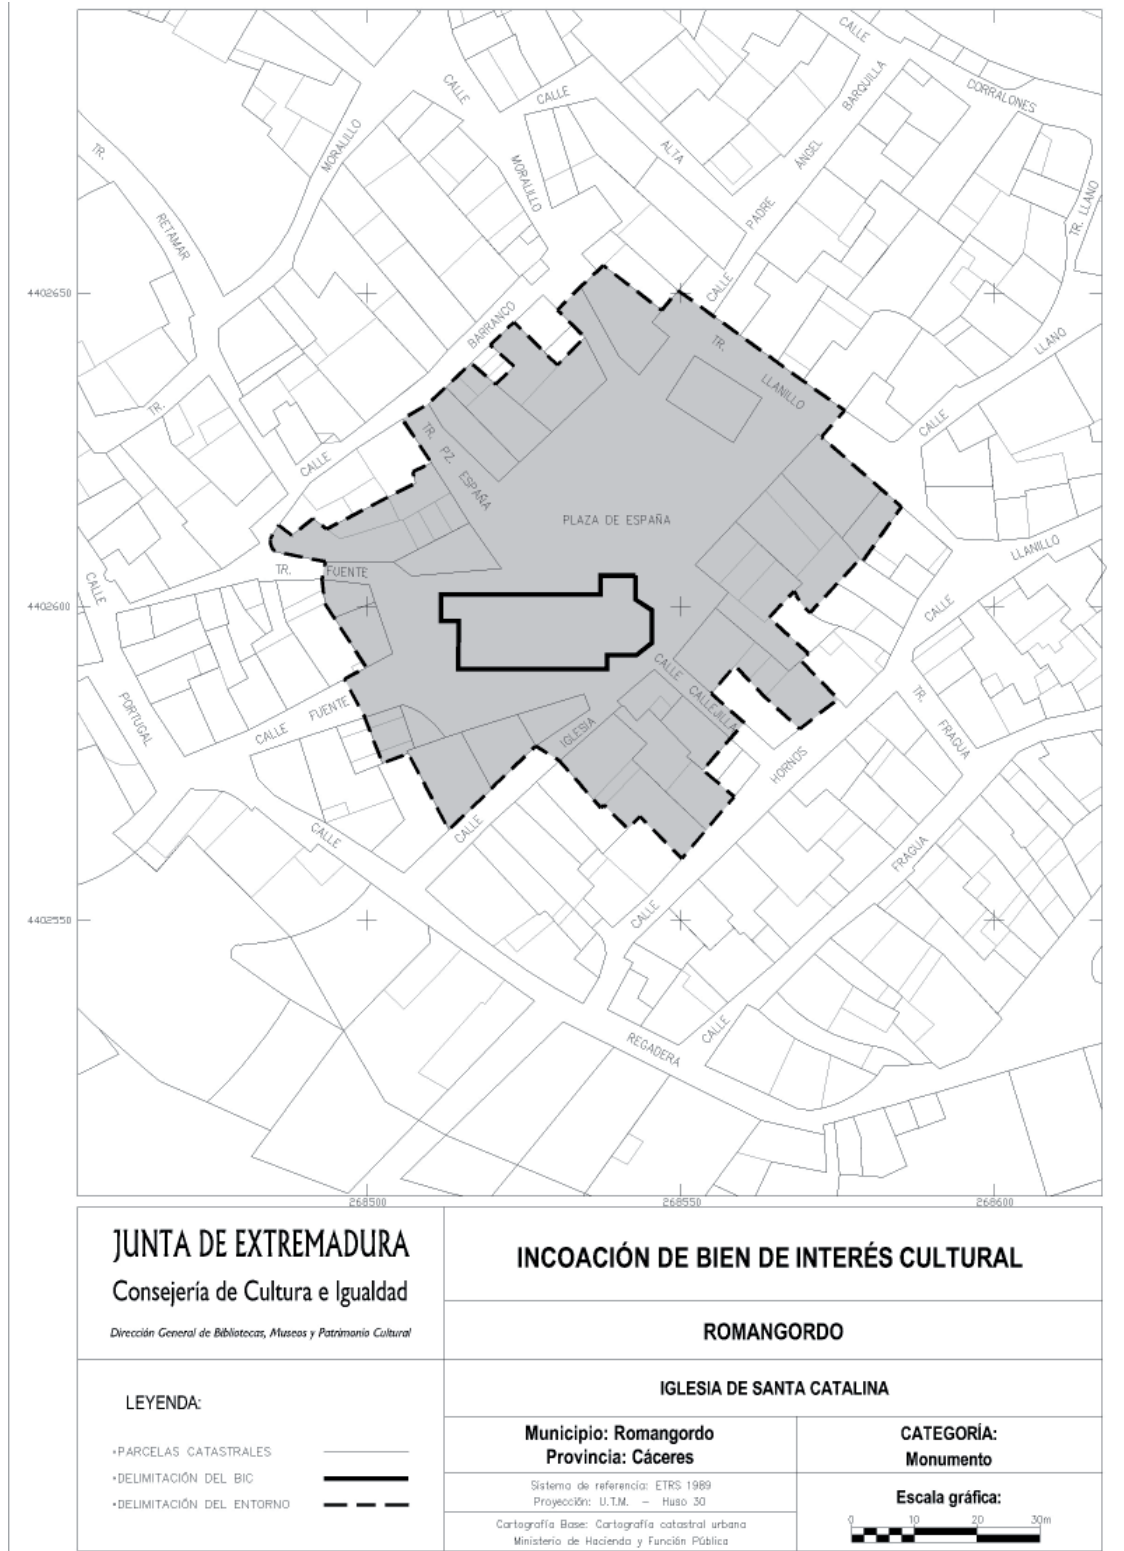 CALLE
CORRALONES
CALLE
CALLE
BARQUILLA
ÁNGEL
PADRE
CALLE
TR. LLANO
ALTA
MORALILLO
MORALILLO
TR.
RETAMAR
4402650
BARRANCO
TR.
LLANILLO
LLANO
CALLE
TR.
CALLE
TR. PZ. ESPAÑA
PLAZA DE ESPAÑA
LLANILLO
TR. FUENTE
CALLE
4402600
CALLE
CALLE
CALLEJILLA
TR.
FRAGUA
PORTUGAL
CALLE FUENTE
IGLESIA
HORNOS
CALLE
CALLE
FRAGUA
CALLE
4402550
CALLE
REGADERA
268500
268550
268600
JUNTA DE EXTREMADURA
Consejería de Cultura e Igualdad
Dirección General de Bibliotecas, Museos y Patrimonio Cultural
INCOACIÓN DE BIEN DE INTERÉS CULTURAL
ROMANGORDO
IGLESIA DE SANTA CATALINA
LEYENDA:
•PARCELAS CATASTRALES
•DELIMITACIÓN DEL BIC
•DELIMITACIÓN DEL ENTORNO
Municipio: Romangordo
Provincia: Cáceres
CATEGORÍA:
Monumento
Sistema de referencia: ETRS 1989
Proyección: U.T.M. – Huso 30
Cartografía Base: Cartografía catastral urbana
Ministerio de Hacienda y Función Pública
Escala gráfica:
0 10 20 30m